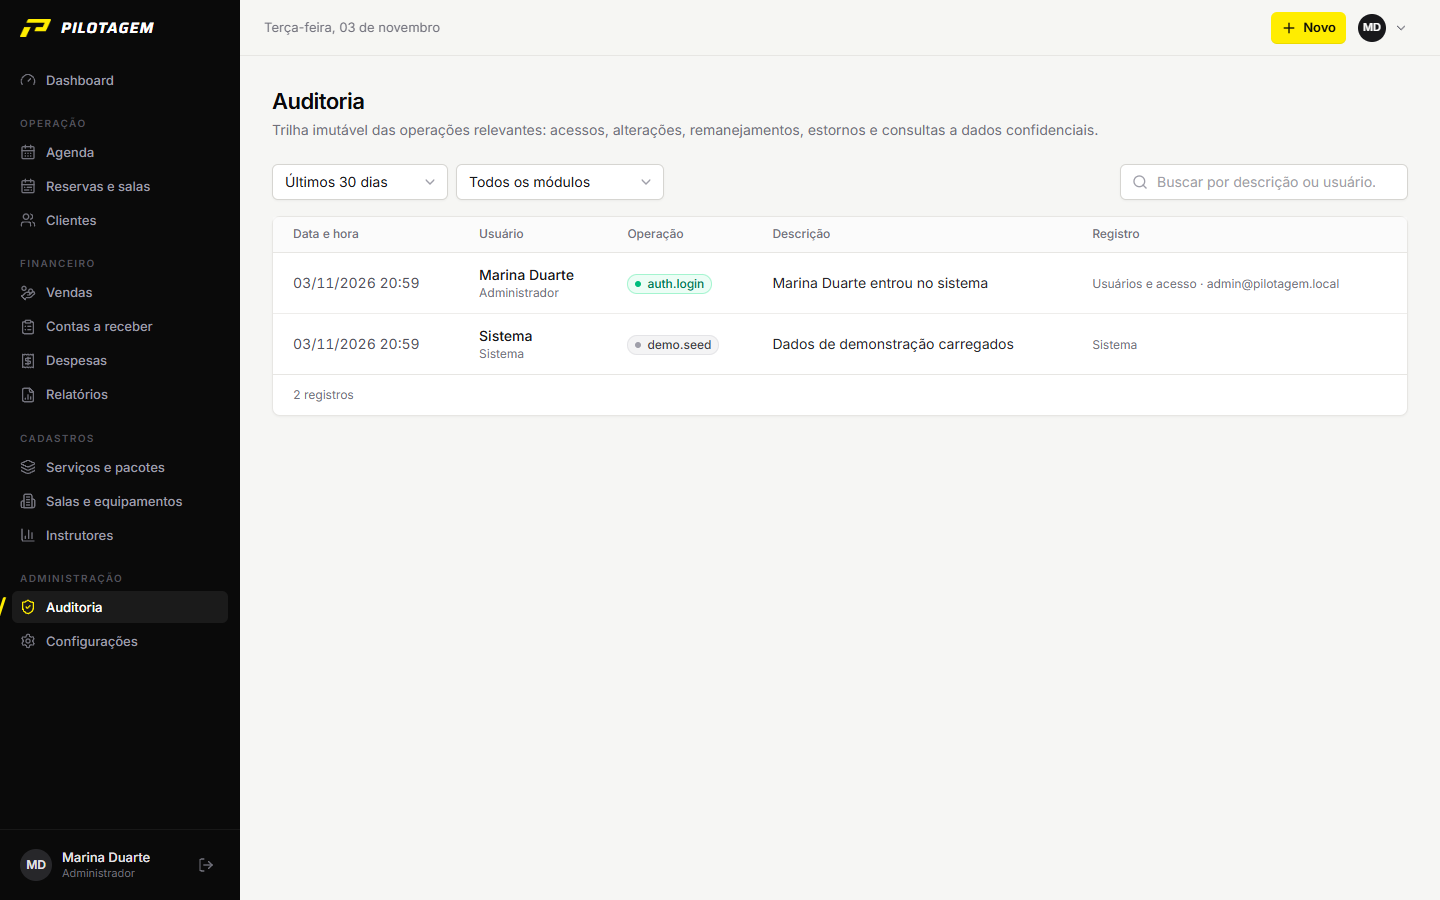 PILOTAGEM
Dashboard
OPERAÇÃO
Agenda
Reservas e salas
Clientes
FINANCEIRO
Vendas
Contas a receber
Despesas
Relatórios
CADASTROS
Serviços e pacotes
Salas e equipamentos
Instrutores
ADMINISTRAÇÃO
Auditoria
Configurações
MD
Marina Duarte
Administrador
Terça-feira, 03 de novembro
Novo
MD
Auditoria
Trilha imutável das operações relevantes: acessos, alterações, remanejamentos, estornos e consultas a dados confidenciais.
Últimos 30 dias
Todos os módulos
Buscar por descrição ou usuário.
Data e hora Usuário Operação Descrição Registro
03/11/2026 20:59 Marina Duarte auth.login Marina Duarte entrou no sistema Usuários e acesso · admin@pilotagem.local
Administrador
03/11/2026 20:59 Sistema demo.seed Dados de demonstração carregados Sistema
Sistema
2 registros